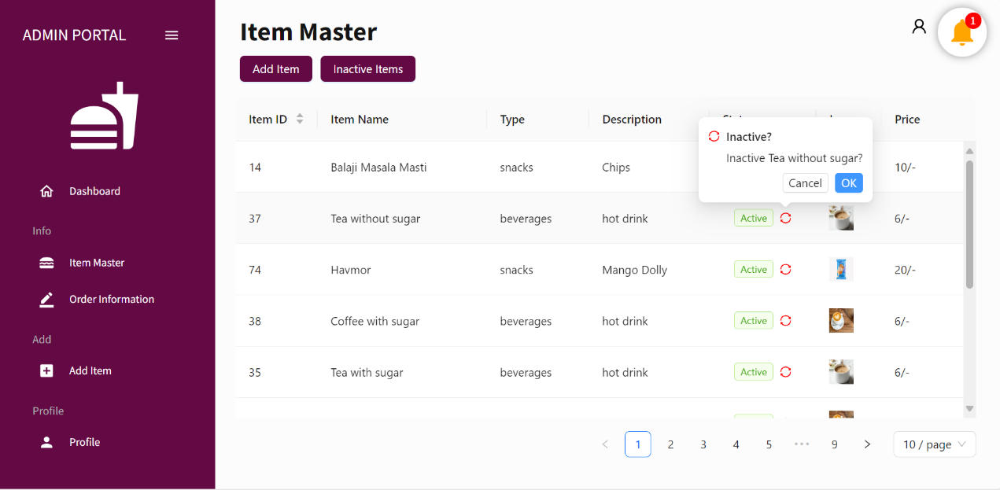 ADMIN PORTAL
Dashboard
Info
Item Master
Order Information
Add
Add Item
Profile
Profile
Item Master
1
Add Item
Inactive Items
Item ID Item Name Type Description Price
Inactive?
Inactive Tea without sugar?
Cancel OK
14 Balaji Masala Masti snacks Chips 10/-
37 Tea without sugar beverages hot drink Active 6/-
74 Havmor snacks Mango Dolly Active 20/-
38 Coffee with sugar beverages hot drink Active 6/-
35 Tea with sugar beverages hot drink Active 6/-
< 1 2 3 4 5 ••• 9 > 10 / page